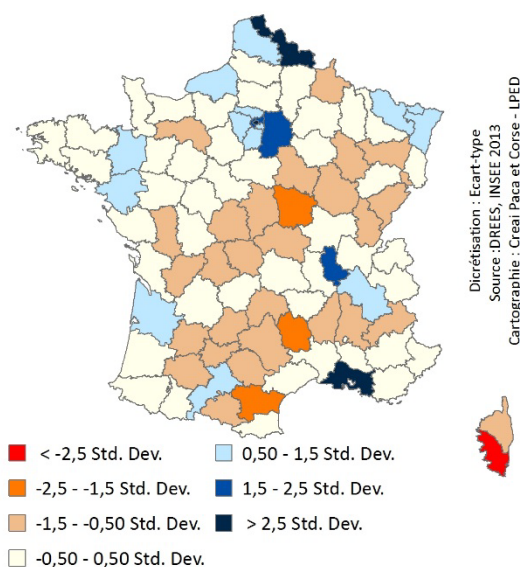 Dicrétisation : Ecart-type
Source :DREES, INSEE 2013
Cartographie : Creai Paca et Corse - LPED
< -2,5 Std. Dev.
-2,5 - -1,5 Std. Dev.
-1,5 - -0,50 Std. Dev.
-0,50 - 0,50 Std. Dev.
0,50 - 1,5 Std. Dev.
1,5 - 2,5 Std. Dev.
> 2,5 Std. Dev.